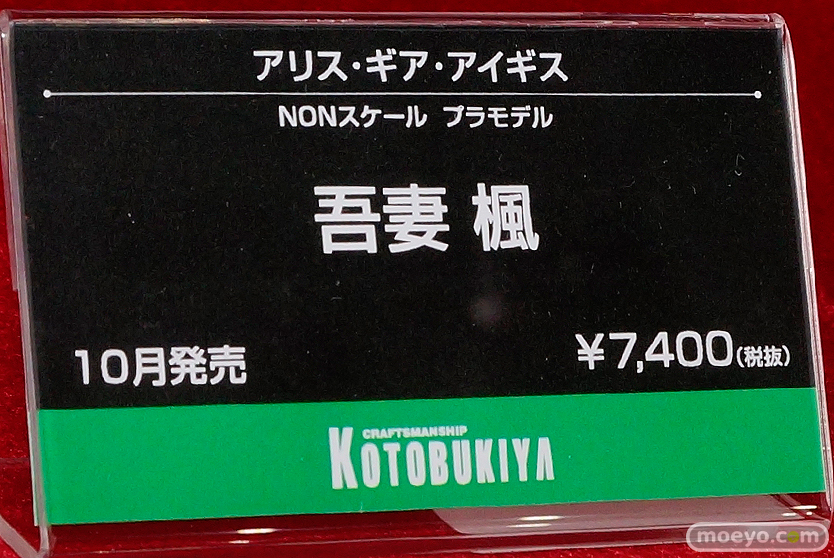 アリス・ギア・アイギス
NONスケール プラモデル
吾妻 楓
10月発売
¥7,400(税抜)
CRAFTSMANSHIP
KOTOBUKIYA
moeyo.com